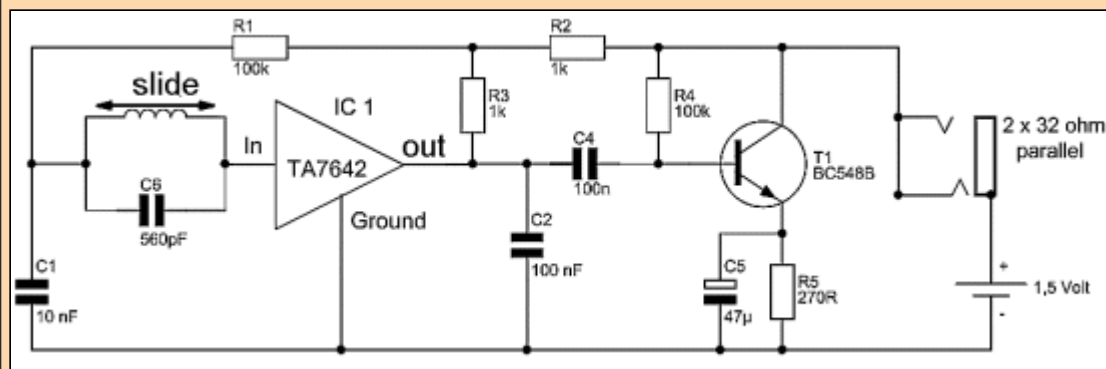 R1
100k
R2
1k
slide
IC 1
R3
1k
R4
100k
2 x 32 ohm
parallel
In
TA7642
out
C4
100n
T1
BC548B
C6
560pF
Ground
C2
100 nF
C1
10 nF
C5
47µ
R5
270R
+
1,5 Volt
-